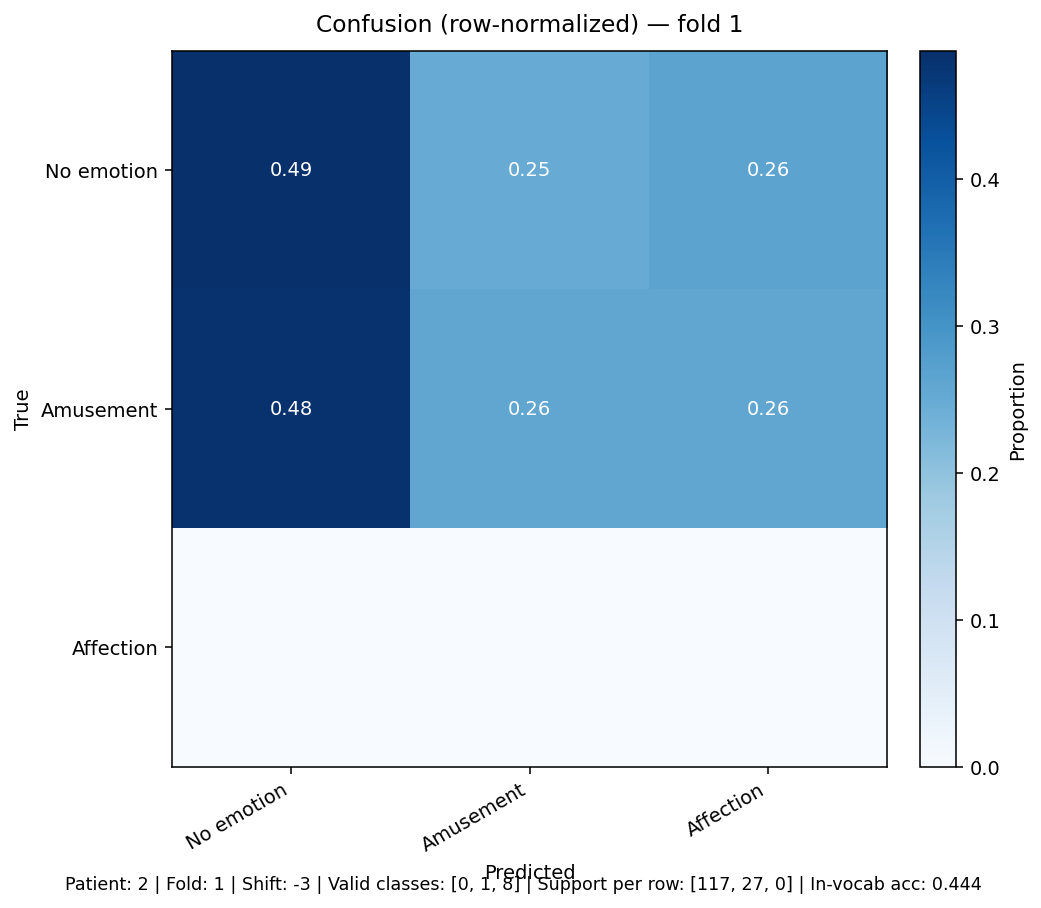 Confusion (row-normalized) — fold 1
No emotion
0.49
0.25
0.26
0.4
0.3
True
Amusement
0.48
0.26
0.26
Proportion
0.2
Affection
0.1
0.0
No emotion
Amusement
Affection
Predicted
Patient: 2 | Fold: 1 | Shift: -3 | Valid classes: [0, 1, 8] | Support per row: [117, 27, 0] | In-vocab acc: 0.444